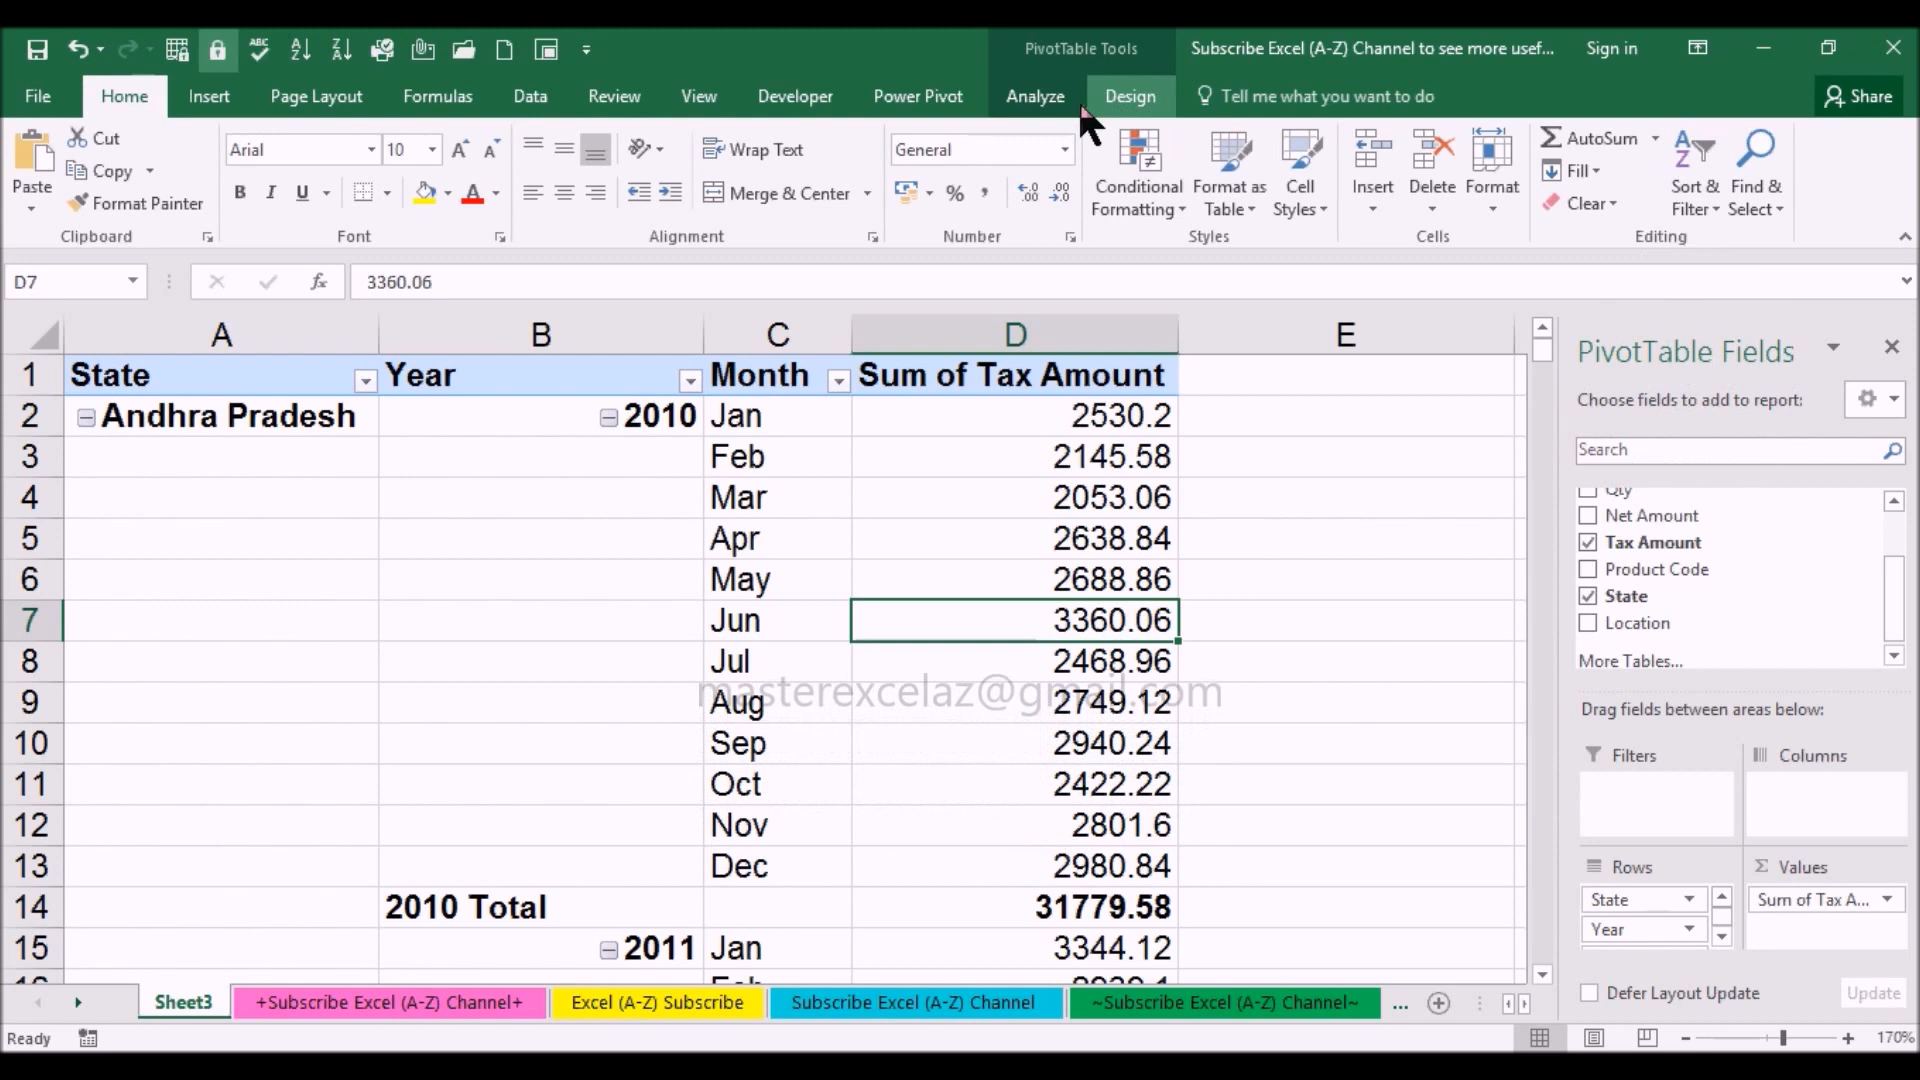 PivotTable Tools
Subscribe Excel (A-Z) Channel to see more usef...
Sign in
File
Home
Insert
Page Layout
Formulas
Data
Review
View
Developer
Power Pivot
Analyze
Design
Tell me what you want to do
Share
Paste
Cut
Copy
Format Painter
Clipboard
Arial
10
B I U
Font
Wrap Text
Merge & Center
Alignment
General
%
Number
Conditional Formatting
Format as Table
Cell Styles
Styles
Insert
Delete
Format
Cells
AutoSum
Fill
Clear
Sort & Filter
Find & Select
Editing
D7
fx
3360.06
A B C D E
1 State Year Month Sum of Tax Amount
2 Andhra Pradesh 2010 Jan 2530.2
3 Feb 2145.58
4 Mar 2053.06
5 Apr 2638.84
6 May 2688.86
7 Jun 3360.06
8 Jul 2468.96
masterexcelaz@gmail.com
9 Aug 2749.12
10 Sep 2940.24
11 Oct 2422.22
12 Nov 2801.6
13 Dec 2980.84
14 2010 Total 31779.58
15 2011 Jan 3344.12
PivotTable Fields
Choose fields to add to report:
Search
Qty
Net Amount
Tax Amount
Product Code
State
Location
More Tables...
Drag fields between areas below:
Filters
Columns
Rows
Values
State
Year
Sum of Tax A...
Defer Layout Update
Update
Sheet3
+Subscribe Excel (A-Z) Channel+
Excel (A-Z) Subscribe
Subscribe Excel (A-Z) Channel
~Subscribe Excel (A-Z) Channel~
...
Ready
170%